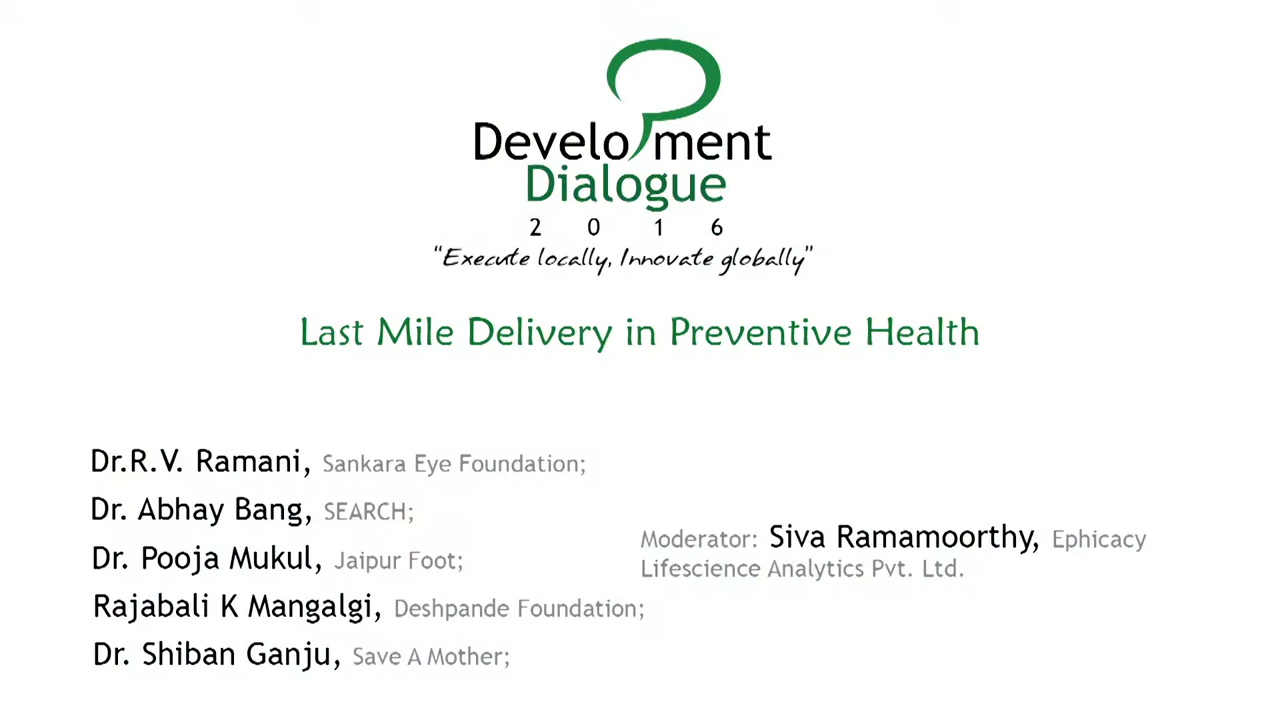 Development
Dialogue
2 0 1 6
“Execute locally, Innovate globally”
Last Mile Delivery in Preventive Health
Dr.R.V. Ramani, Sankara Eye Foundation;
Dr. Abhay Bang, SEARCH;
Dr. Pooja Mukul, Jaipur Foot;
Rajabali K Mangalgi, Deshpande Foundation;
Dr. Shiban Ganju, Save A Mother;
Moderator: Siva Ramamoorthy, Ephicacy
Lifescience Analytics Pvt. Ltd.